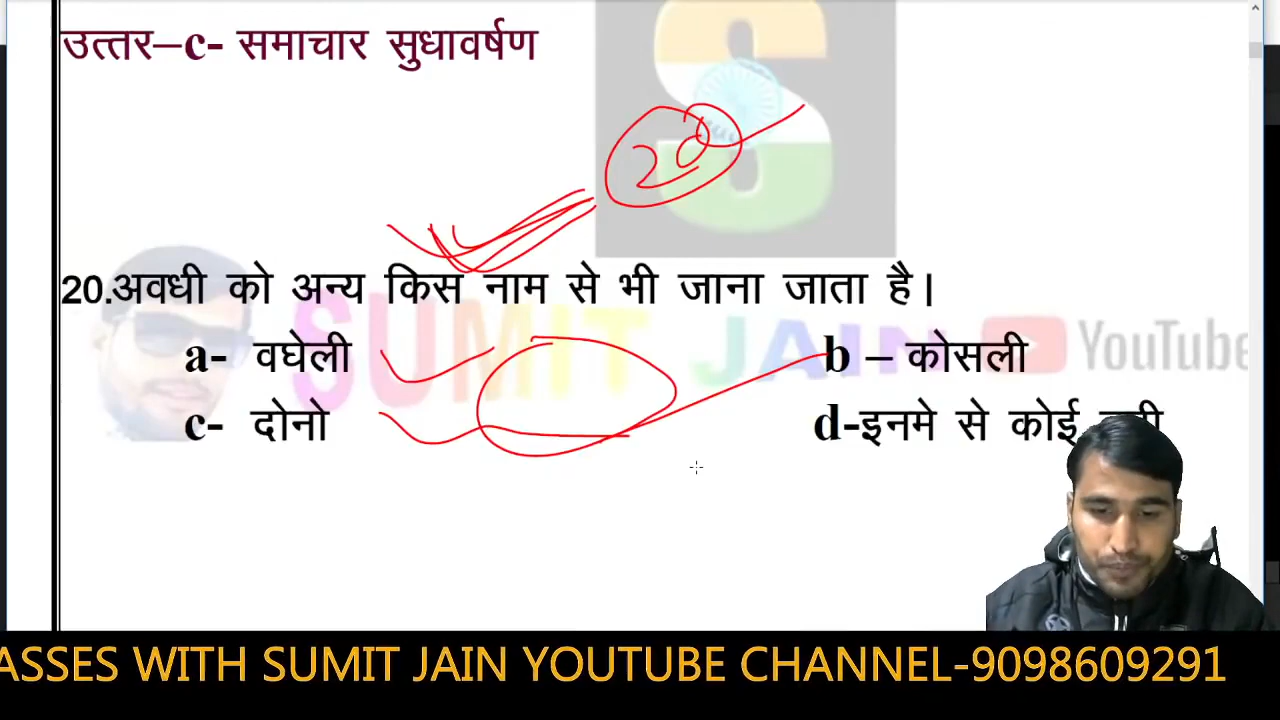 उत्तर–c- समाचार सुधावर्षण
20
20.अवधी को अन्य किस नाम से भी जाना जाता है।
a- वघेली
b – कोसली
c- दोनो
d-इनमे से कोई
SUMIT JAIN YouTube
ASSES WITH SUMIT JAIN YOUTUBE CHANNEL-9098609291